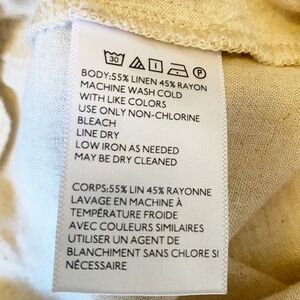 30 P
BODY:55% LINEN 45% RAYON
MACHINE WASH COLD
WITH LIKE COLORS
USE ONLY NON-CHLORINE
BLEACH
LINE DRY
LOW IRON AS NEEDED
MAY BE DRY CLEANED
CORPS:55% LIN 45% RAYONNE
LAVAGE EN MACHINE À
TEMPÉRATURE FROIDE
AVEC COULEURS SIMILAIRES
UTILISER UN AGENT DE
BLANCHIMENT SANS CHLORE SI
NÉCESSAIRE